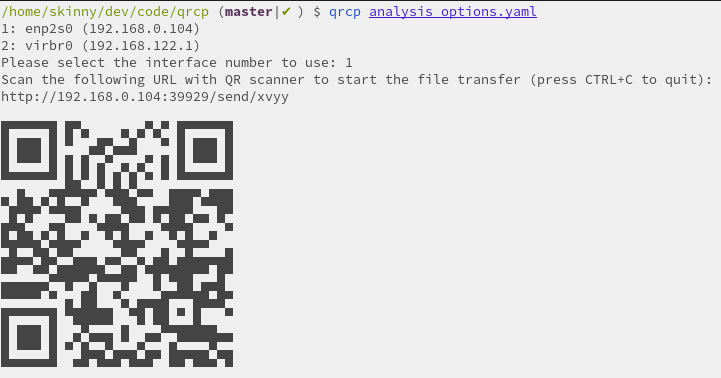 /home/skinny/dev/code/qrcp (master|✔ ) $ qrcp analysis_options.yaml
1: enp2s0 (192.168.0.104)
2: virbr0 (192.168.122.1)
Please select the interface number to use: 1
Scan the following URL with QR scanner to start the file transfer (press CTRL+C to quit):
http://192.168.0.104:39929/send/xvyy